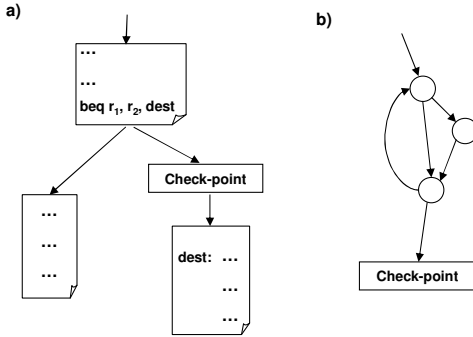 a)
...
...
beq r₁, r₂, dest
Check-point
...
...
...
dest: ...
...
...
b)
Check-point